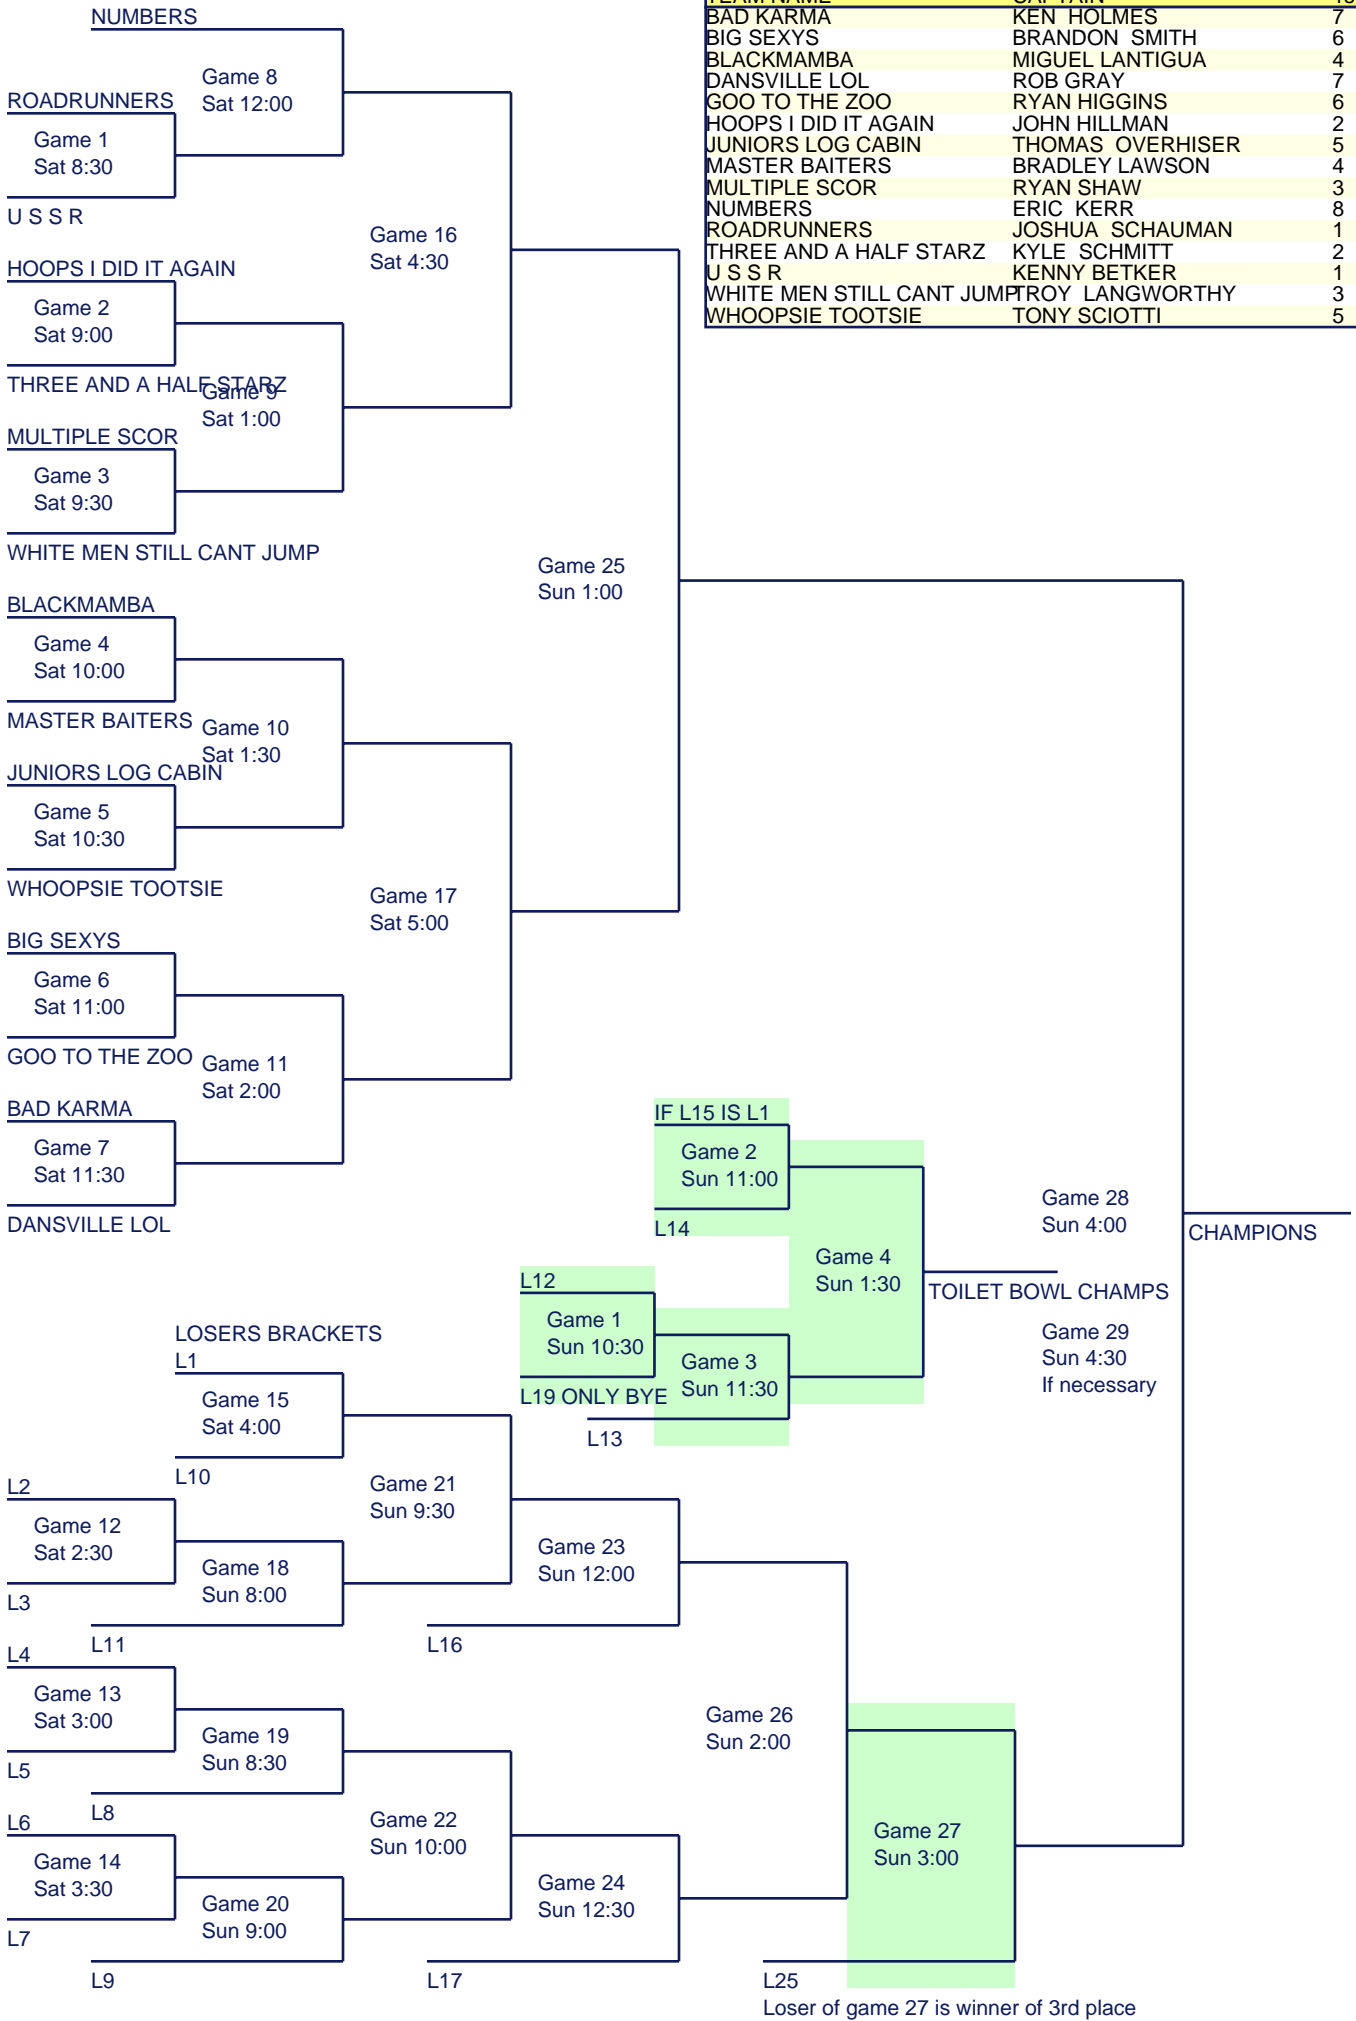 NUMBERS
Game 8
Sat 12:00
ROADRUNNERS
Game 1
Sat 8:30
U S S R
Game 16
Sat 4:30
HOOPS I DID IT AGAIN
Game 2
Sat 9:00
THREE AND A HALF STARZ
Game 9
Sat 1:00
MULTIPLE SCOR
Game 3
Sat 9:30
WHITE MEN STILL CANT JUMP
Game 25
Sun 1:00
BLACKMAMBA
Game 4
Sat 10:00
MASTER BAITERS
Game 10
Sat 1:30
JUNIORS LOG CABIN
Game 5
Sat 10:30
WHOOPSIE TOOTSIE
Game 17
Sat 5:00
BIG SEXYS
Game 6
Sat 11:00
GOO TO THE ZOO
Game 11
Sat 2:00
BAD KARMA
Game 7
Sat 11:30
DANSVILLE LOL
TEAM NAME CAPTAIN
BAD KARMA KEN HOLMES 7
BIG SEXYS BRANDON SMITH 6
BLACKMAMBA MIGUEL LANTIGUA 4
DANSVILLE LOL ROB GRAY 7
GOO TO THE ZOO RYAN HIGGINS 6
HOOPS I DID IT AGAIN JOHN HILLMAN 2
JUNIORS LOG CABIN THOMAS OVERHISER 5
MASTER BAITERS BRADLEY LAWSON 4
MULTIPLE SCOR RYAN SHAW 3
NUMBERS ERIC KERR 8
ROADRUNNERS JOSHUA SCHAUMAN 1
THREE AND A HALF STARZ KYLE SCHMITT 2
U S S R KENNY BETKER 1
WHITE MEN STILL CANT JUMP TROY LANGWORTHY 3
WHOOPSIE TOOTSIE TONY SCIOTTI 5
IF L15 IS L1
Game 2
Sun 11:00
L14
Game 4
Sun 1:30
L12
Game 1
Sun 10:30
L19 ONLY BYE
Game 3
Sun 11:30
L13
TOILET BOWL CHAMPS
Game 28
Sun 4:00
CHAMPIONS
Game 29
Sun 4:30
If necessary
LOSERS BRACKETS
L1
Game 15
Sat 4:00
L10
Game 21
Sun 9:30
L2
Game 12
Sat 2:30
L3
Game 18
Sun 8:00
L11
Game 23
Sun 12:00
L16
L4
Game 13
Sat 3:00
L5
Game 19
Sun 8:30
L8
Game 26
Sun 2:00
L6
Game 14
Sat 3:30
L7
Game 22
Sun 10:00
Game 20
Sun 9:00
L9
Game 24
Sun 12:30
L17
Game 27
Sun 3:00
L25
Loser of game 27 is winner of 3rd place